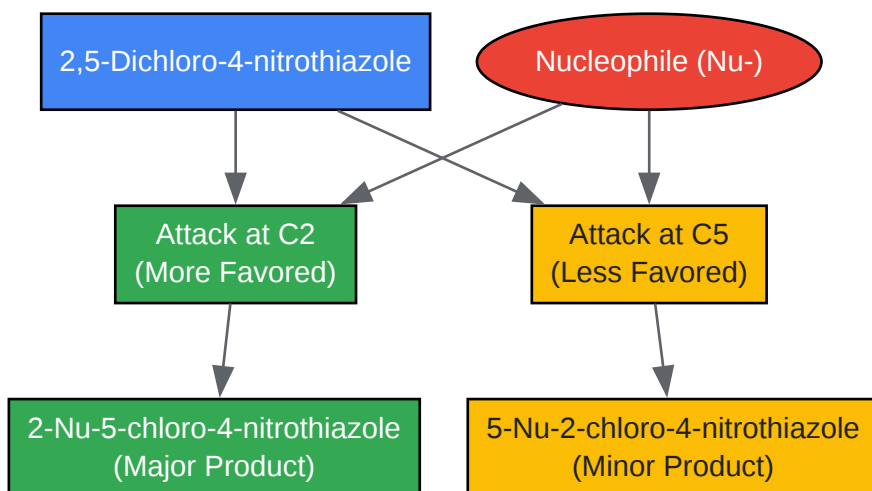 2,5-Dichloro-4-nitrothiazole
Nucleophile (Nu-)
Attack at C2
(More Favored)
Attack at C5
(Less Favored)
2-Nu-5-chloro-4-nitrothiazole
(Major Product)
5-Nu-2-chloro-4-nitrothiazole
(Minor Product)